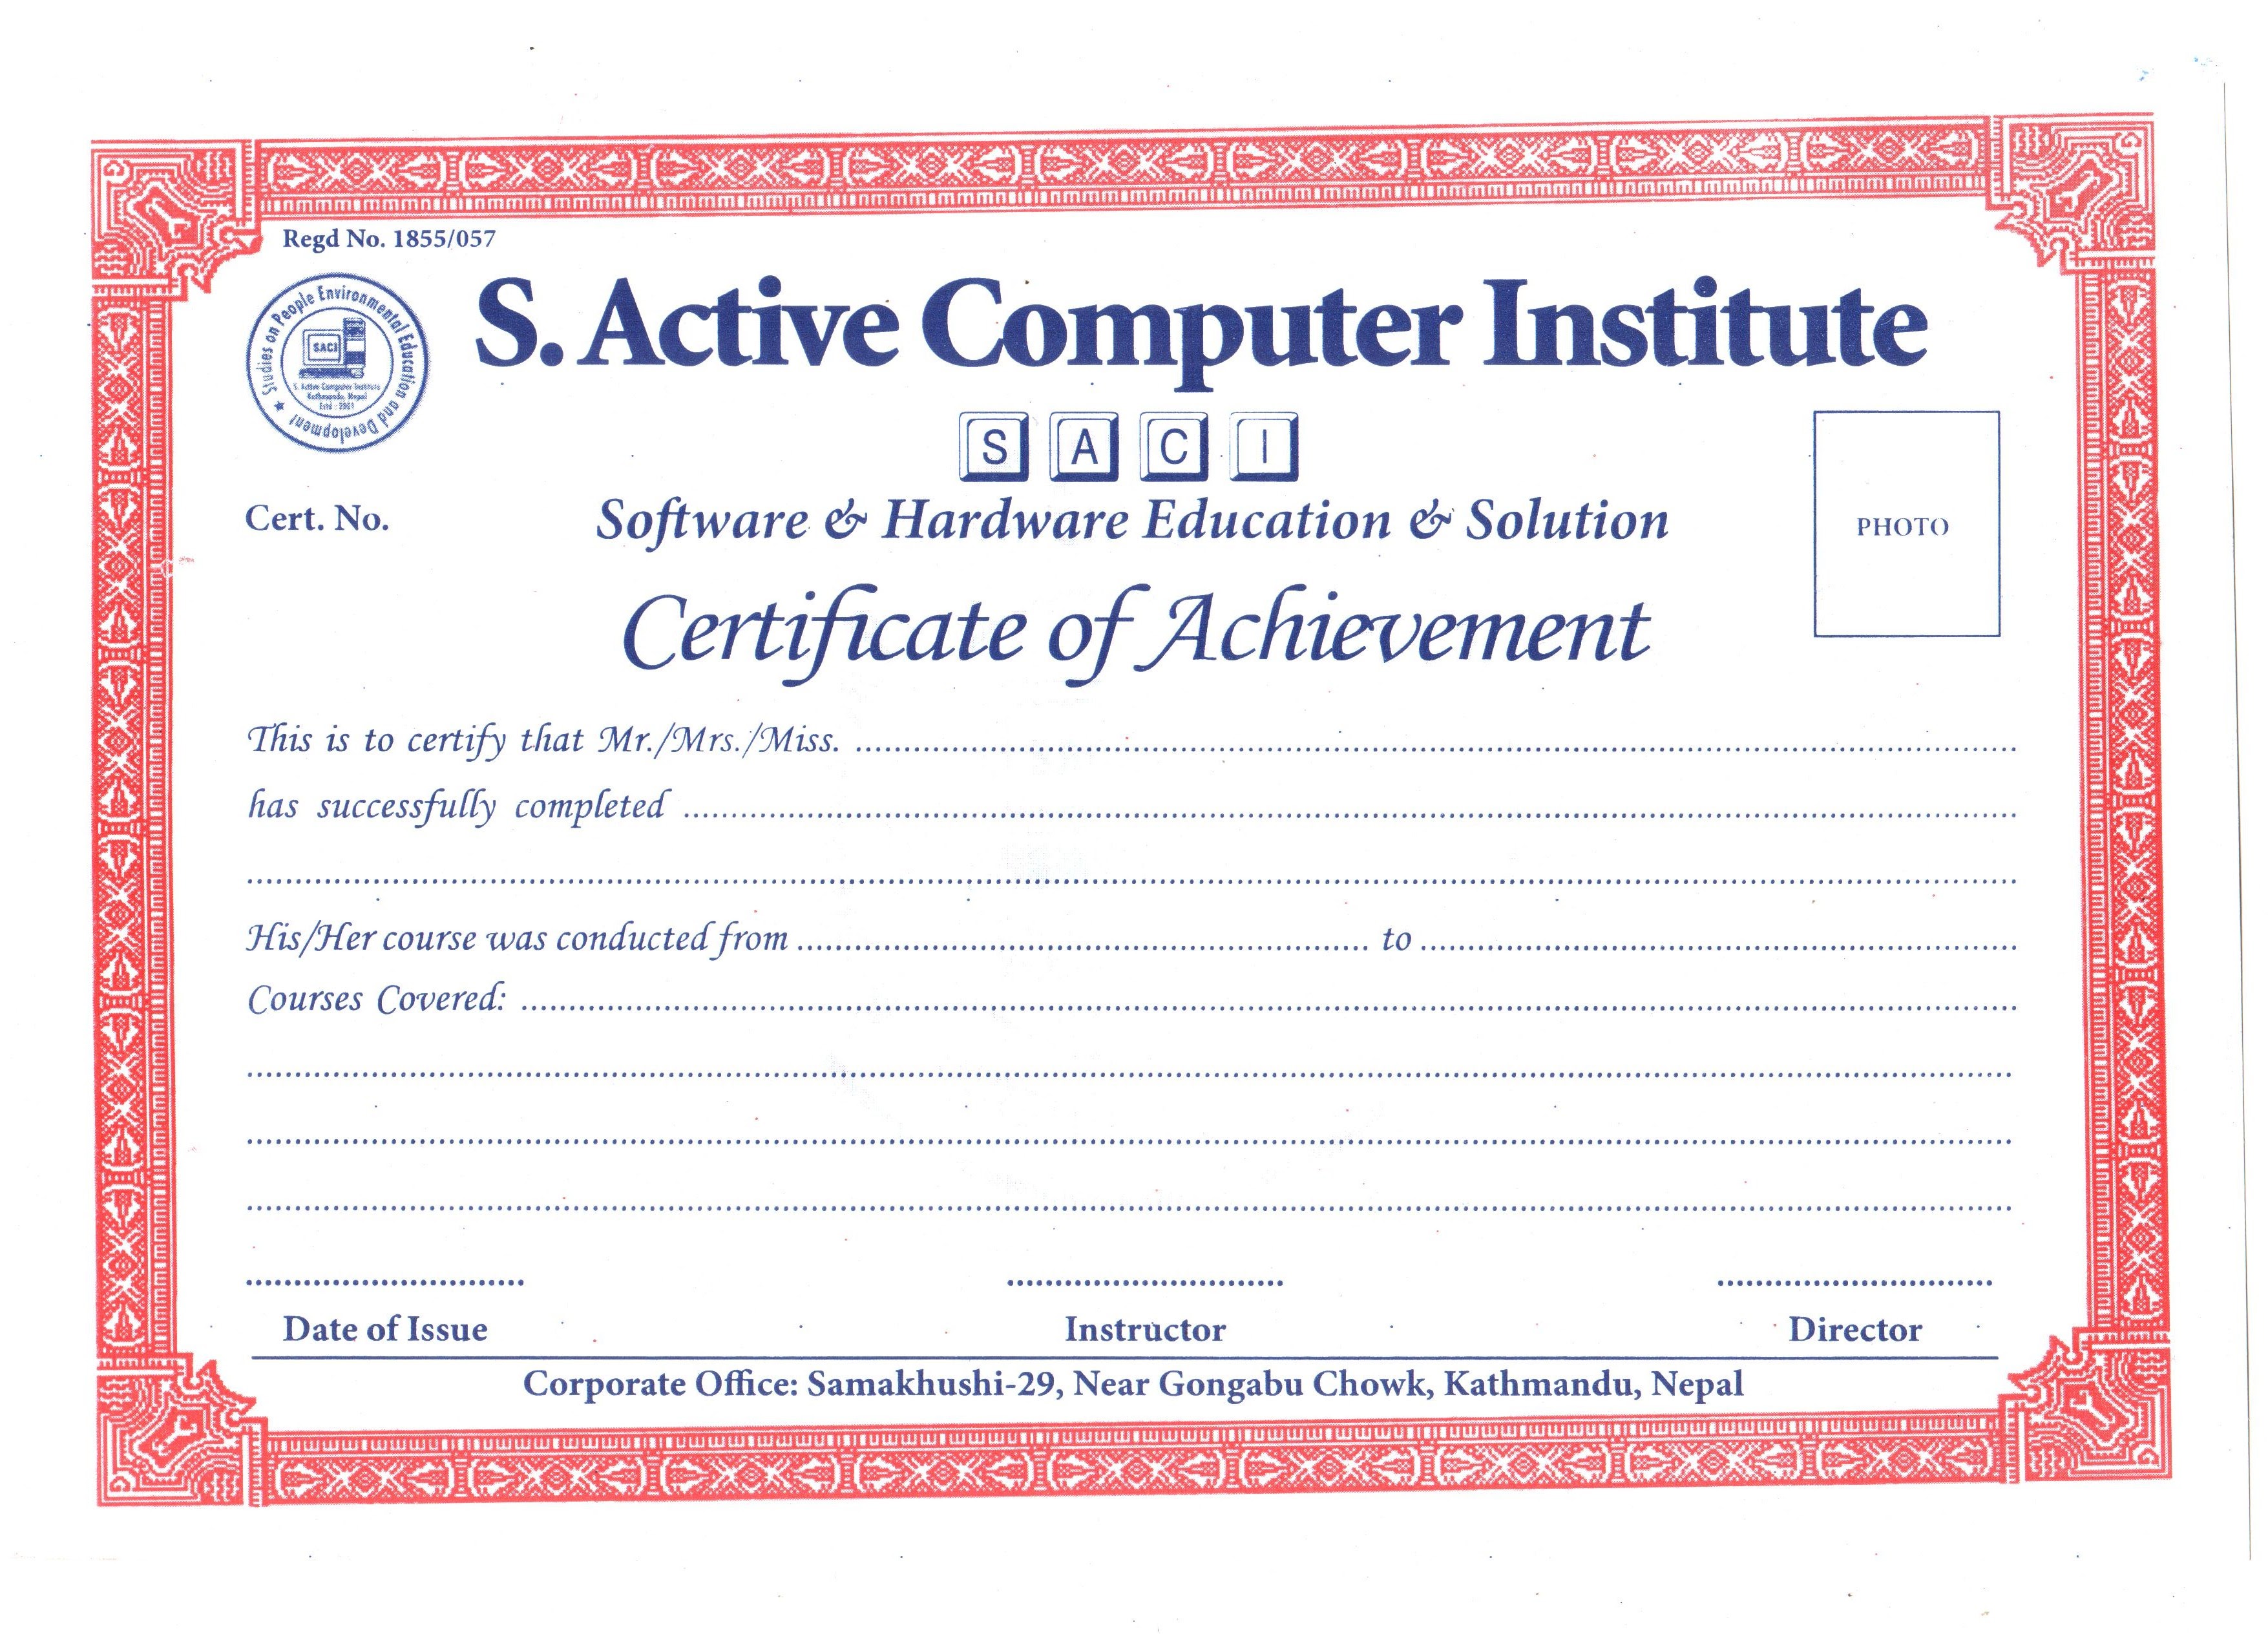 Regd No. 1855/057
Studies on People Environmental Education and Development
SACI
S. Active Computer Institute
Kathmandu, Nepal
Estd : 2001
S. Active Computer Institute
S A C I
Cert. No.
Software & Hardware Education & Solution
PHOTO
Certificate of Achievement
This is to certify that Mr./Mrs./Miss. ..........
has successfully completed ..........
His/Her course was conducted from .......... to ..........
Courses Covered: ..........
Date of Issue
Instructor
Director
Corporate Office: Samakhushi-29, Near Gongabu Chowk, Kathmandu, Nepal